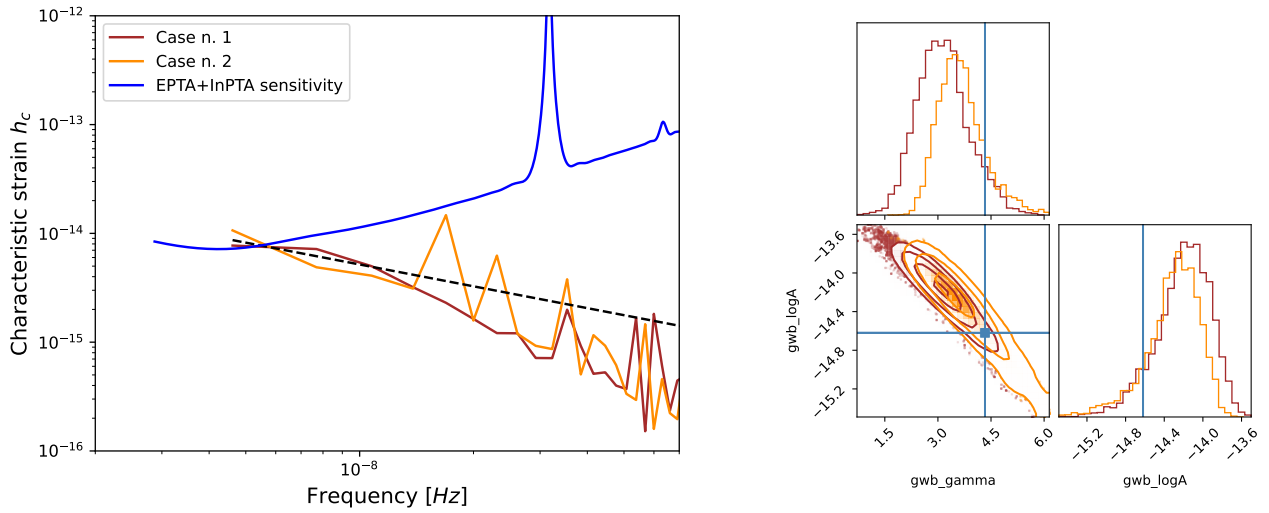 Case n. 1
Case n. 2
EPTA+InPTA sensitivity
10⁻¹²
10⁻¹³
10⁻¹⁴
10⁻¹⁵
10⁻¹⁶
Characteristic strain h_c
10⁻⁸
Frequency [Hz]
−13.6
−14.0
−14.4
−14.8
−15.2
gwb_logA
1.5
3.0
4.5
6.0
gwb_gamma
−15.2
−14.8
−14.4
−14.0
−13.6
gwb_logA